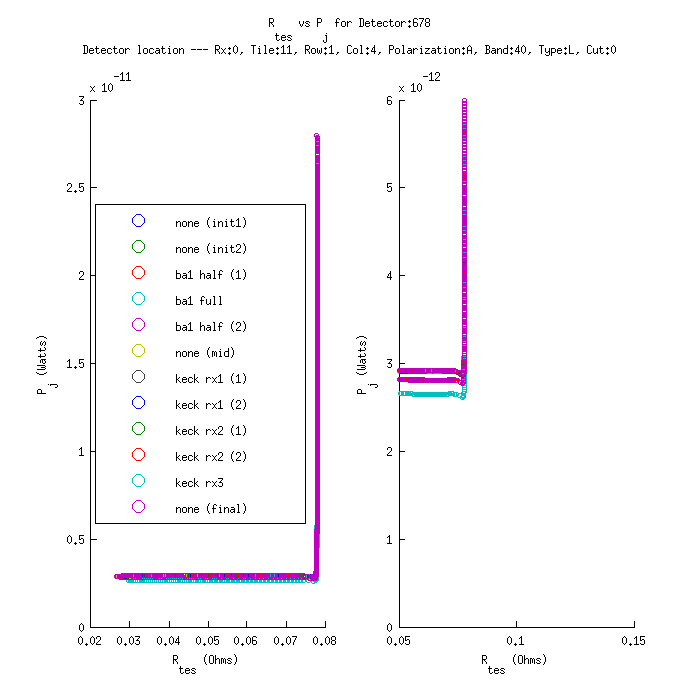 R tes vs P j for Detector:678
Detector location --- Rx:0, Tile:11, Row:1, Col:4, Polarization:A, Band:40, Type:L, Cut:0
x 10^-11
3
2.5
2
1.5
1
0.5
0
P j (Watts)
none (init1)
none (init2)
ba1 half (1)
ba1 full
ba1 half (2)
none (mid)
keck rx1 (1)
keck rx1 (2)
keck rx2 (1)
keck rx2 (2)
keck rx3
none (final)
0.02 0.03 0.04 0.05 0.06 0.07 0.08
R tes (Ohms)
x 10^-12
6
5
4
3
2
1
0
P j (Watts)
0.05 0.1 0.15
R tes (Ohms)